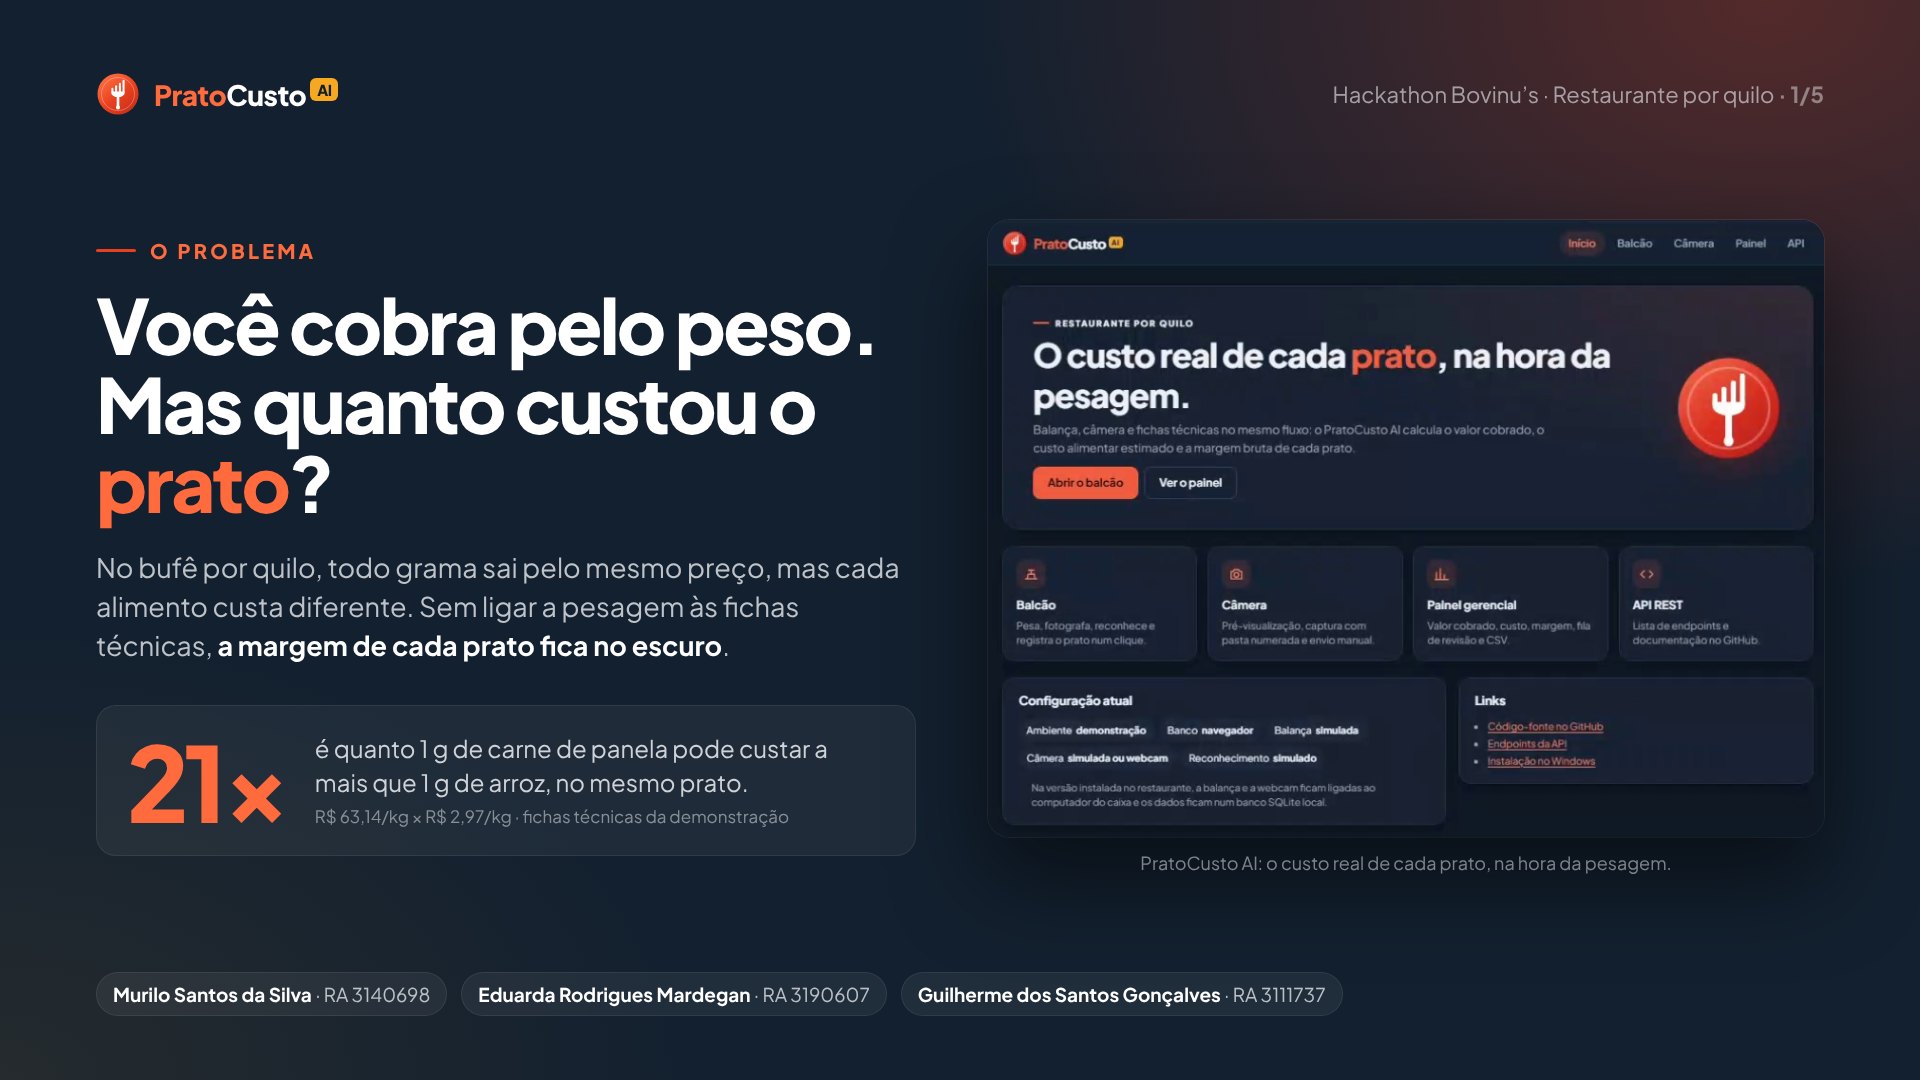 PratoCusto AI
Hackathon Bovinu’s · Restaurante por quilo · 1/5
O PROBLEMA
Você cobra pelo peso.
Mas quanto custou o
prato?
No bufê por quilo, todo grama sai pelo mesmo preço, mas cada
alimento custa diferente. Sem ligar a pesagem às fichas
técnicas, a margem de cada prato fica no escuro.
21×
é quanto 1 g de carne de panela pode custar a
mais que 1 g de arroz, no mesmo prato.
R$ 63,14/kg × R$ 2,97/kg · fichas técnicas da demonstração
PratoCusto AI
Início Balcão Câmera Painel API
RESTAURANTE POR QUILO
O custo real de cada prato, na hora da
pesagem.
Balança, câmera e fichas técnicas no mesmo fluxo: o PratoCusto AI calcula o valor cobrado, o
custo alimentar estimado e a margem bruta de cada prato.
Abrir o balcão Ver o painel
Balcão
Pesa, fotografa, reconhece e
registra o prato num clique.
Câmera
Pré-visualização, captura com
pasta numerada e envio manual.
Painel gerencial
Valor cobrado, custo, margem, fila
de revisão e CSV.
API REST
Lista de endpoints e
documentação no GitHub.
Configuração atual
Ambiente demonstração Banco navegador Balança simulada
Câmera simulada ou webcam Reconhecimento simulado
Na versão instalada no restaurante, a balança e a webcam ficam ligadas ao
computador do caixa e os dados ficam num banco SQLite local.
Links
Código-fonte no GitHub
Endpoints da API
Instalação no Windows
PratoCusto AI: o custo real de cada prato, na hora da pesagem.
Murilo Santos da Silva · RA 3140698
Eduarda Rodrigues Mardegan · RA 3190607
Guilherme dos Santos Gonçalves · RA 3111737